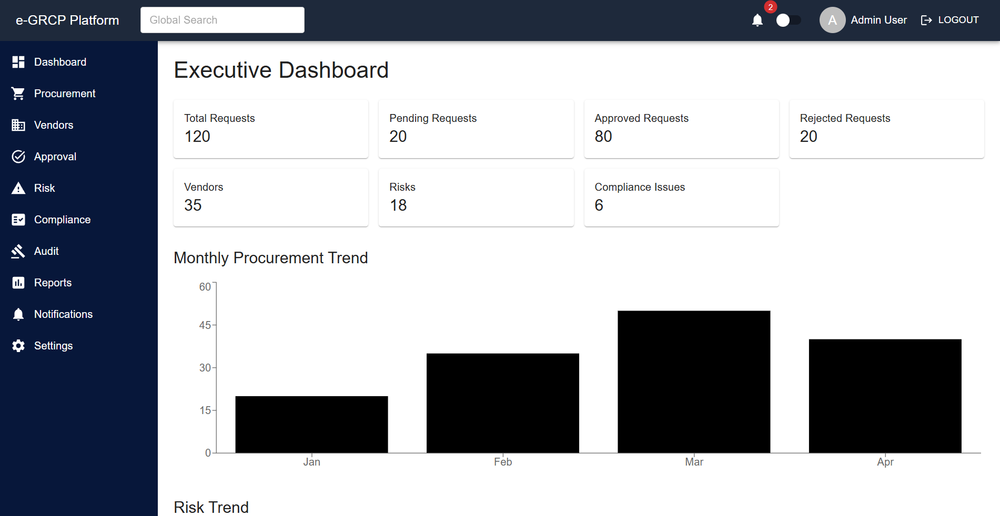 e-GRCP Platform
Global Search
2
A
Admin User
LOGOUT
Dashboard
Procurement
Vendors
Approval
Risk
Compliance
Audit
Reports
Notifications
Settings
Executive Dashboard
Total Requests
120
Pending Requests
20
Approved Requests
80
Rejected Requests
20
Vendors
35
Risks
18
Compliance Issues
6
Monthly Procurement Trend
60
45
30
15
0
Jan
Feb
Mar
Apr
Risk Trend